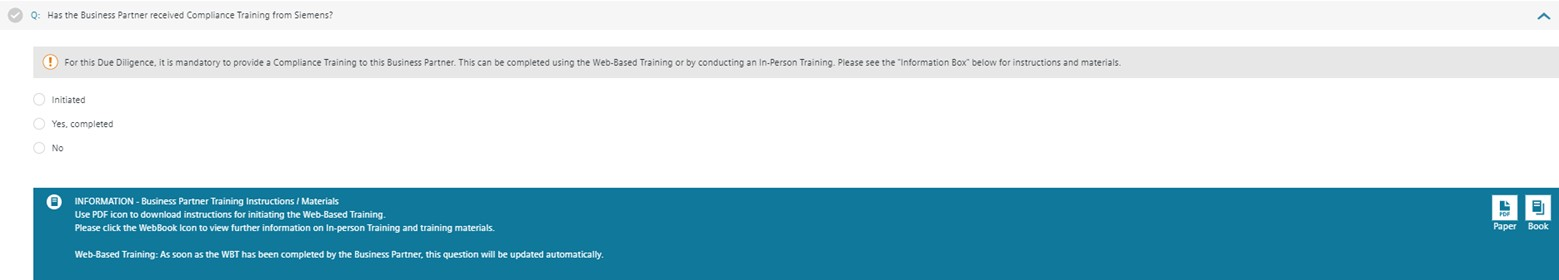 Q: Has the Business Partner received Compliance Training from Siemens?
For this Due Diligence, it is mandatory to provide a Compliance Training to this Business Partner. This can be completed using the Web-Based Training or by conducting an In-Person Training. Please see the "Information Box" below for instructions and materials.
Initiated
Yes, completed
No
INFORMATION - Business Partner Training Instructions / Materials
Use PDF icon to download instructions for initiating the Web-Based Training.
Please click the WebBook Icon to view further information on In-person Training and training materials.
Web-Based Training: As soon as the WBT has been completed by the Business Partner, this question will be updated automatically.
PDF
Paper Book